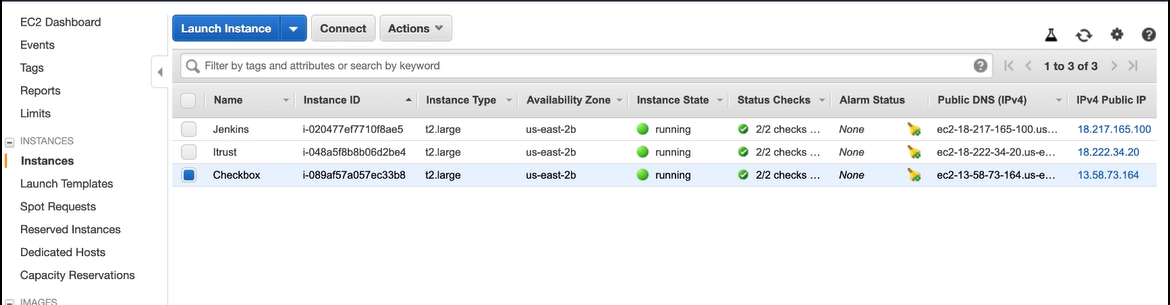 EC2 Dashboard
Events
Tags
Reports
Limits
INSTANCES
Instances
Launch Templates
Spot Requests
Reserved Instances
Dedicated Hosts
Capacity Reservations
IMAGES
Launch Instance Connect Actions
Filter by tags and attributes or search by keyword 1 to 3 of 3
Name Instance ID Instance Type Availability Zone Instance State Status Checks Alarm Status Public DNS (IPv4) IPv4 Public IP
Jenkins i-020477ef7710f8ae5 t2.large us-east-2b running 2/2 checks ... None ec2-18-217-165-100.us... 18.217.165.100
Itrust i-048a5f8b8b06d2be4 t2.large us-east-2b running 2/2 checks ... None ec2-18-222-34-20.us-e... 18.222.34.20
Checkbox i-089af57a057ec33b8 t2.large us-east-2b running 2/2 checks ... None ec2-13-58-73-164.us-e... 13.58.73.164